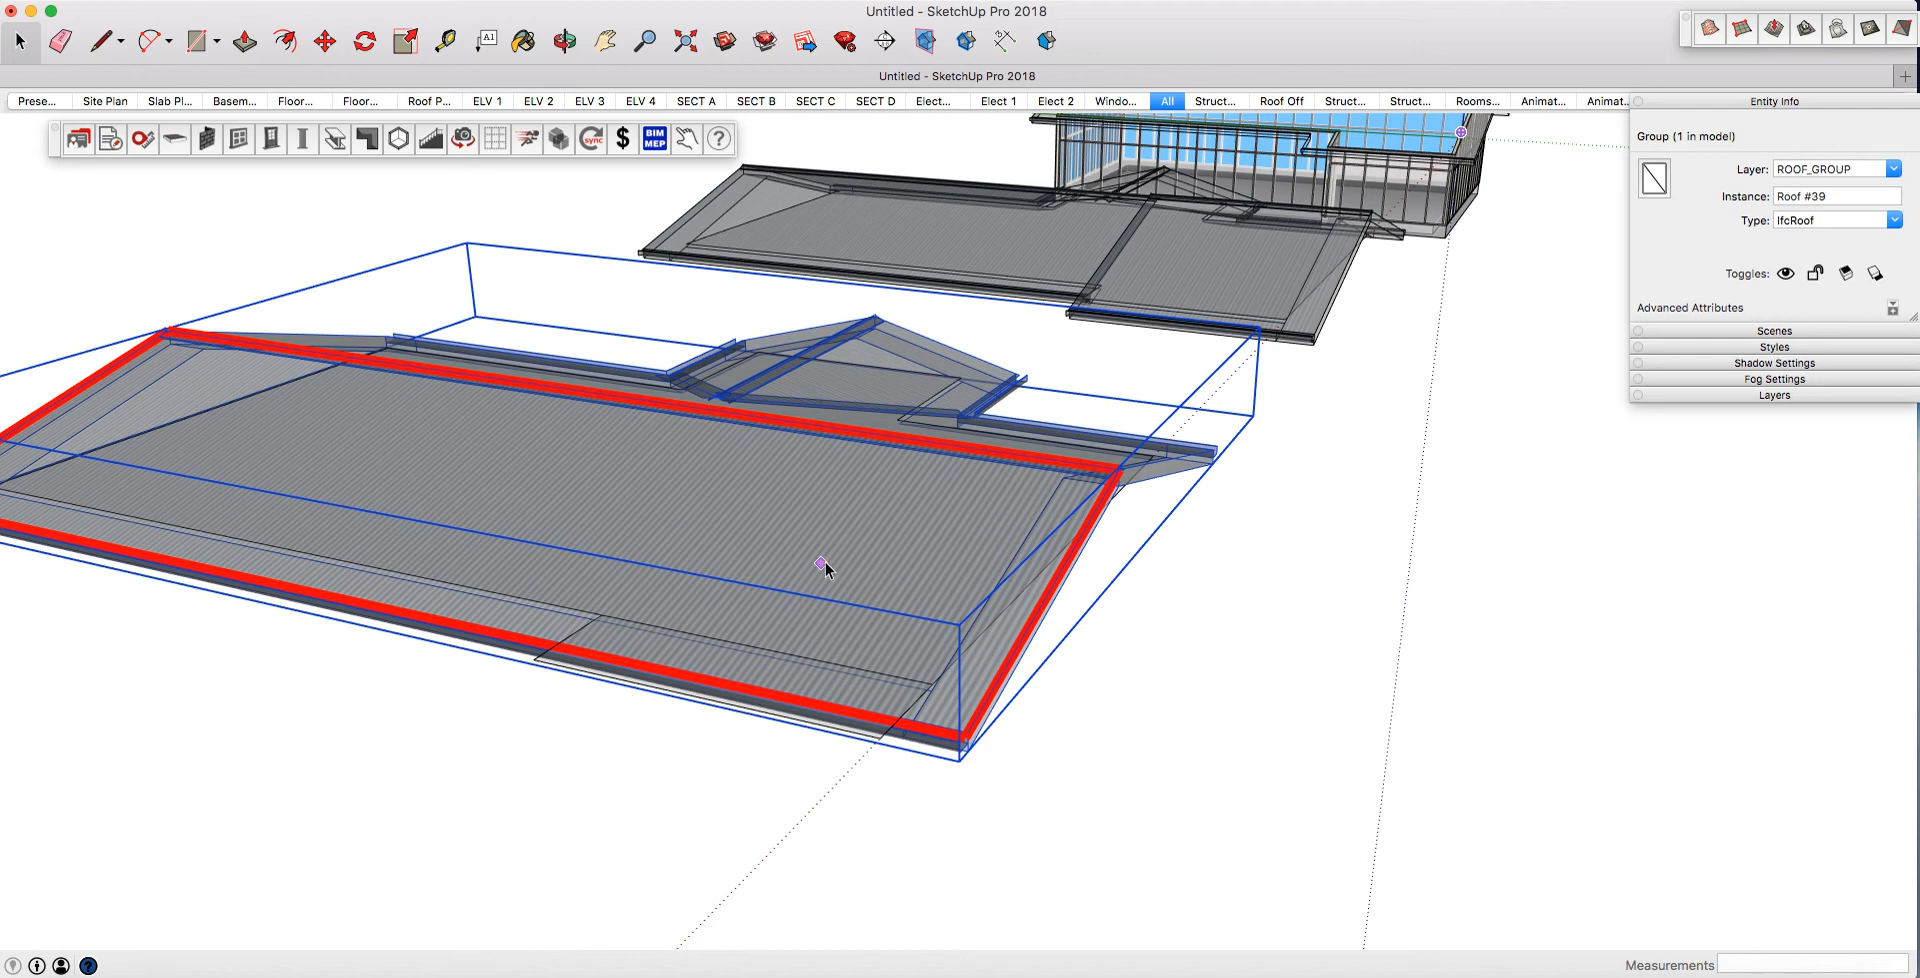 Untitled - SketchUp Pro 2018
A1
Untitled - SketchUp Pro 2018
Prese... Site Plan Slab Pl... Basem... Floor... Floor... Roof P... ELV 1 ELV 2 ELV 3 ELV 4 SECT A SECT B SECT C SECT D Elect... Elect 1 Elect 2 Windo... All Struct... Roof Off Struct... Struct... Rooms... Animat... Animat...
Entity Info
sync $ BIM MEP ?
Group (1 in model)
Layer: ROOF_GROUP
Instance: Roof #39
Type: IfcRoof
Toggles:
Advanced Attributes
Scenes
Styles
Shadow Settings
Fog Settings
Layers
? Measurements